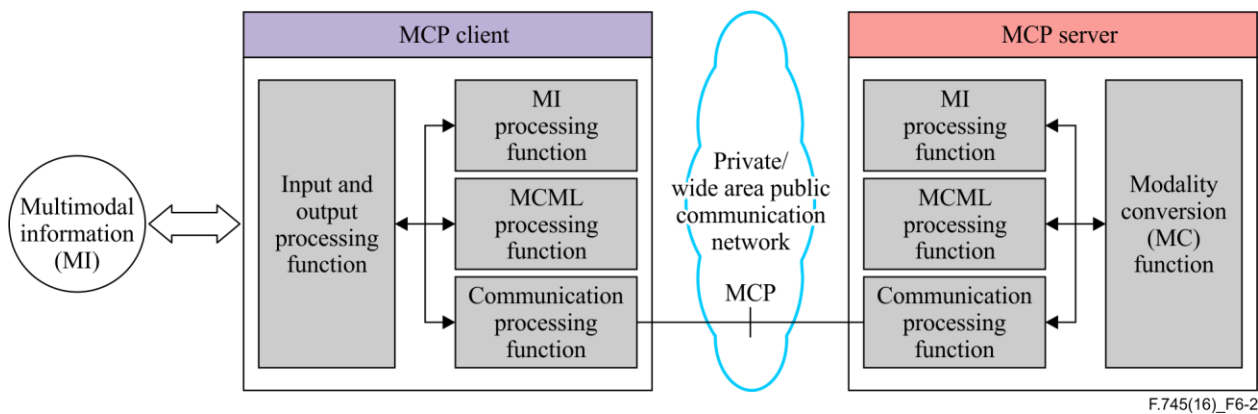 MCP client
MCP server
Multimodal
information
(MI)
Input and
output
processing
function
MI
processing
function
MCML
processing
function
Communication
processing
function
Private/
wide area public
communication
network
MCP
MI
processing
function
MCML
processing
function
Communication
processing
function
Modality
conversion
(MC)
function
F.745(16)_F6-2